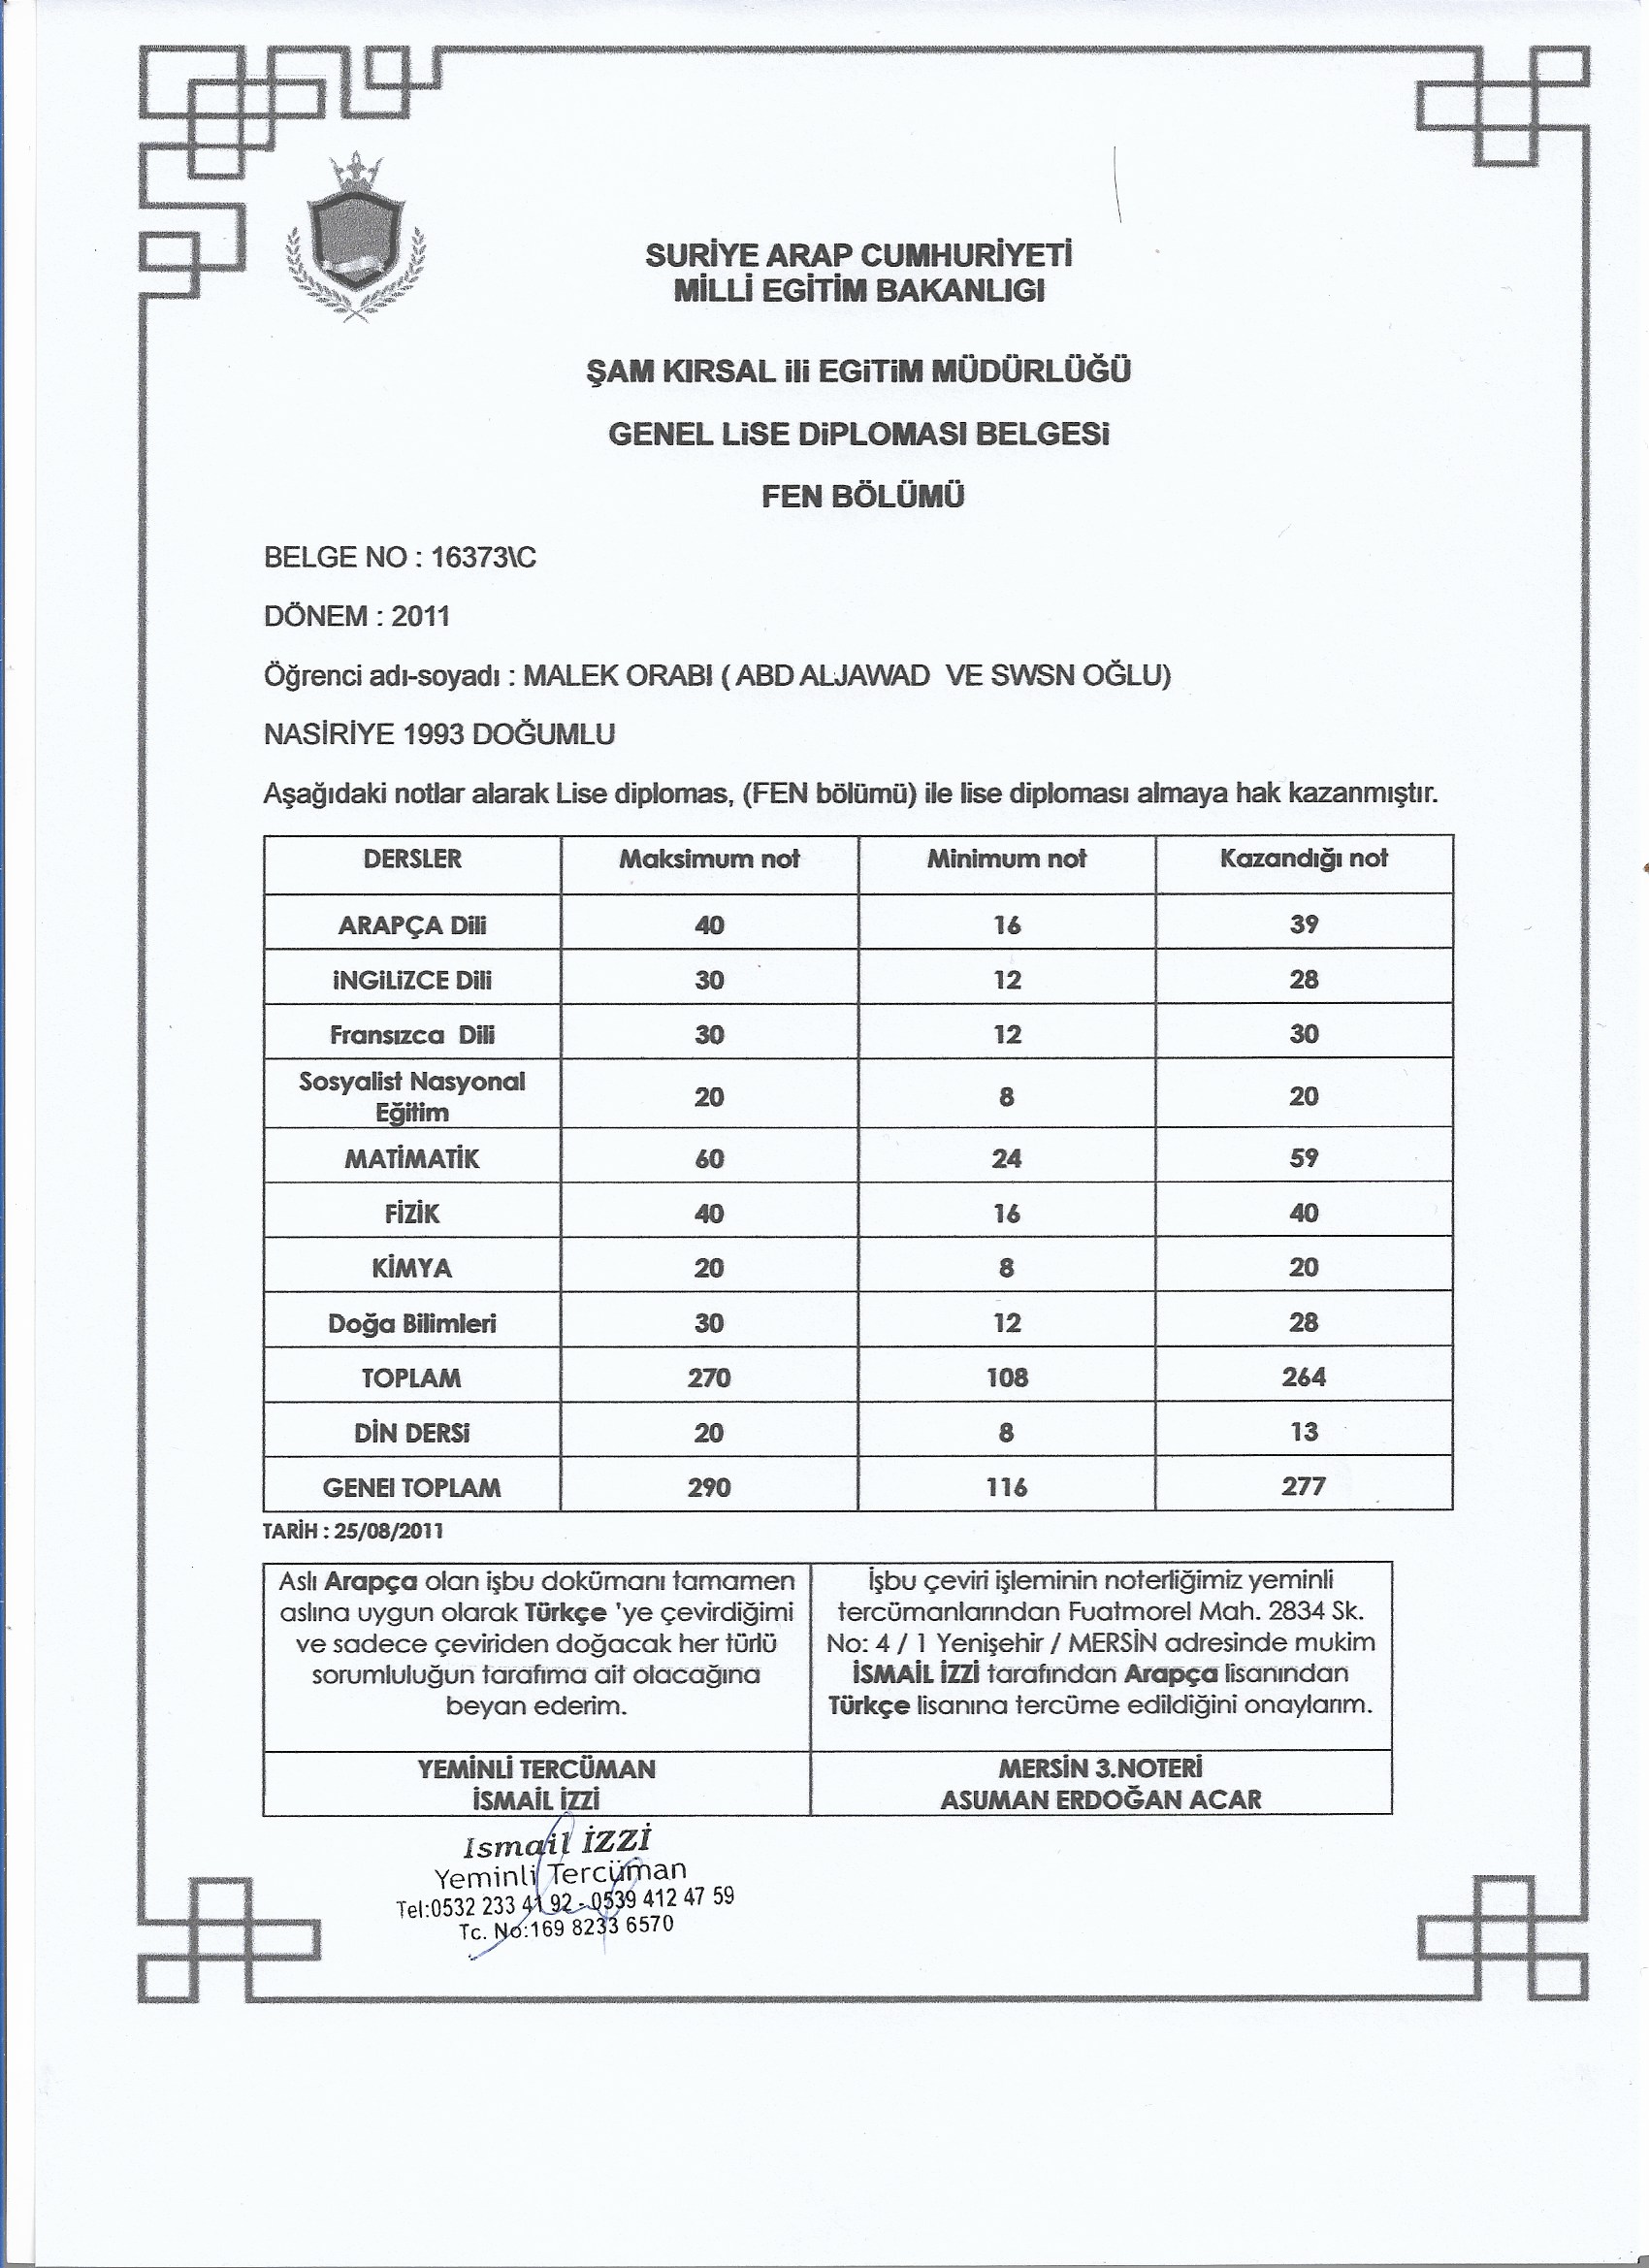 SURİYE ARAP CUMHURİYETİ
MİLLİ EGİTİM BAKANLIGI
ŞAM KIRSAL ili EGiTiM MÜDÜRLÜĞÜ
GENEL LiSE DiPLOMASI BELGESi
FEN BÖLÜMÜ
BELGE NO : 16373\C
DÖNEM : 2011
Öğrenci adı-soyadı : MALEK ORABI ( ABD ALJAWAD VE SWSN OĞLU)
NASİRİYE 1993 DOĞUMLU
Aşağıdaki notlar alarak Lise diplomas, (FEN bölümü) ile lise diploması almaya hak kazanmıştır.
DERSLER Maksimum not Minimum not Kazandığı not
ARAPÇA Dili 40 16 39
iNGiLiZCE Dili 30 12 28
Fransızca Dili 30 12 30
Sosyalist Nasyonal
Eğitim 20 8 20
MATİMATİK 60 24 59
FİZİK 40 16 40
KİMYA 20 8 20
Doğa Bilimleri 30 12 28
TOPLAM 270 108 264
DİN DERSi 20 8 13
GENEl TOPLAM 290 116 277
TARİH : 25/08/2011
Aslı Arapça olan işbu dokümanı tamamen
aslına uygun olarak Türkçe 'ye çevirdiğimi
ve sadece çeviriden doğacak her türlü
sorumluluğun tarafıma ait olacağına
beyan ederim.
İşbu çeviri işleminin noterliğimiz yeminli
tercümanlarından Fuatmorel Mah. 2834 Sk.
No: 4 / 1 Yenişehir / MERSİN adresinde mukim
İSMAİL İZZİ tarafından Arapça lisanından
Türkçe lisanına tercüme edildiğini onaylarım.
YEMİNLİ TERCÜMAN
İSMAİL İZZİ
MERSİN 3.NOTERİ
ASUMAN ERDOĞAN ACAR
Ismail İZZİ
Yeminli Tercüman
Tel:0532 233 41 92 - 0539 412 47 59
Tc. No:169 8233 6570